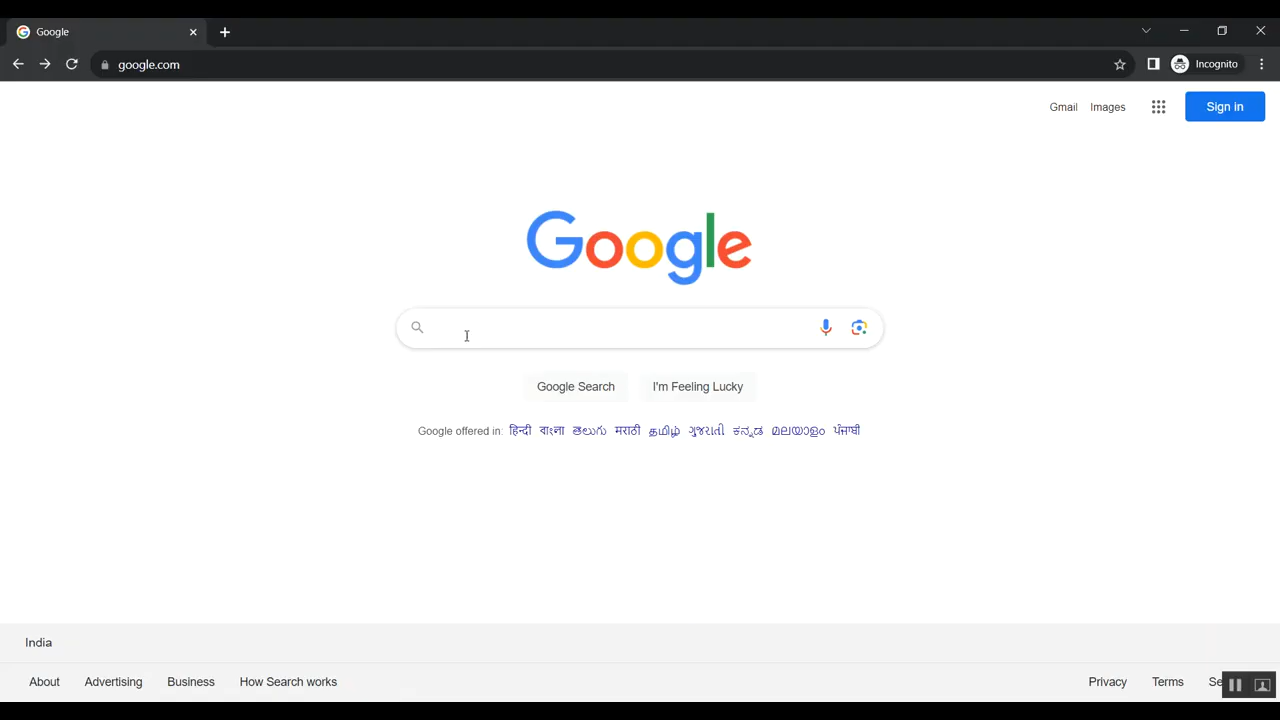 Google
google.com
Incognito
Gmail Images
Sign in
Google
Google Search I'm Feeling Lucky
Google offered in: हिन्दी বাংলা తెలుగు मराठी தமிழ் ગુજરાતી ಕನ್ನಡ മലയാളം ਪੰਜਾਬੀ
India
About Advertising Business How Search works Privacy Terms